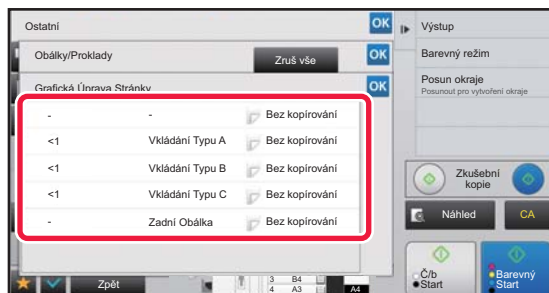 Ostatní
OK
Obálky/Proklady
Zruš vše
OK
Grafická Úprava Stránky
OK
- - Bez kopírování
<1 Vkládání Typu A Bez kopírování
<1 Vkládání Typu B Bez kopírování
<1 Vkládání Typu C Bez kopírování
- Zadní Obálka Bez kopírování
Zpět
3 B4
4 A3
A4
Výstup
Barevný režim
Posun okraje
Posunout pro vytvoření okraje
Zkušební
kopie
Náhled
CA
Č/b
Start
Barevný
Start